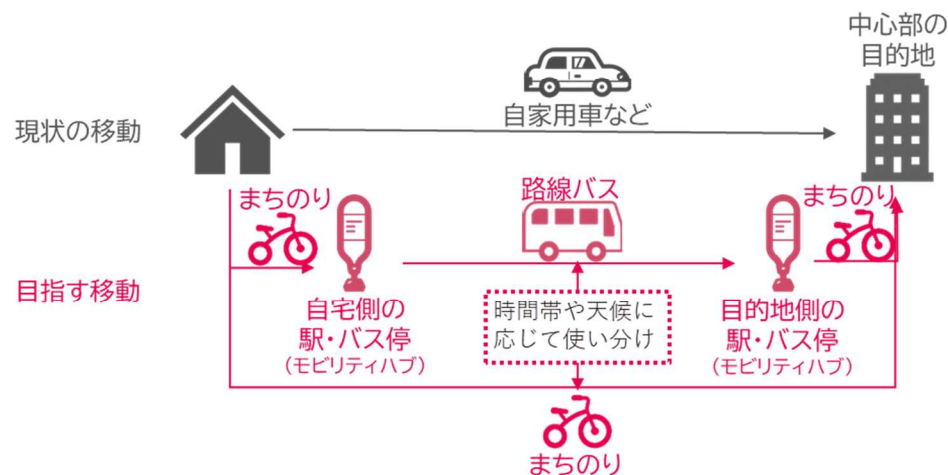 中心部の
目的地
現状の移動
自家用車など
まちのり
路線バス
まちのり
目指す移動
自宅側の
駅・バス停
(モビリティハブ)
時間帯や天候に
応じて使い分け
目的地側の
駅・バス停
(モビリティハブ)
まちのり